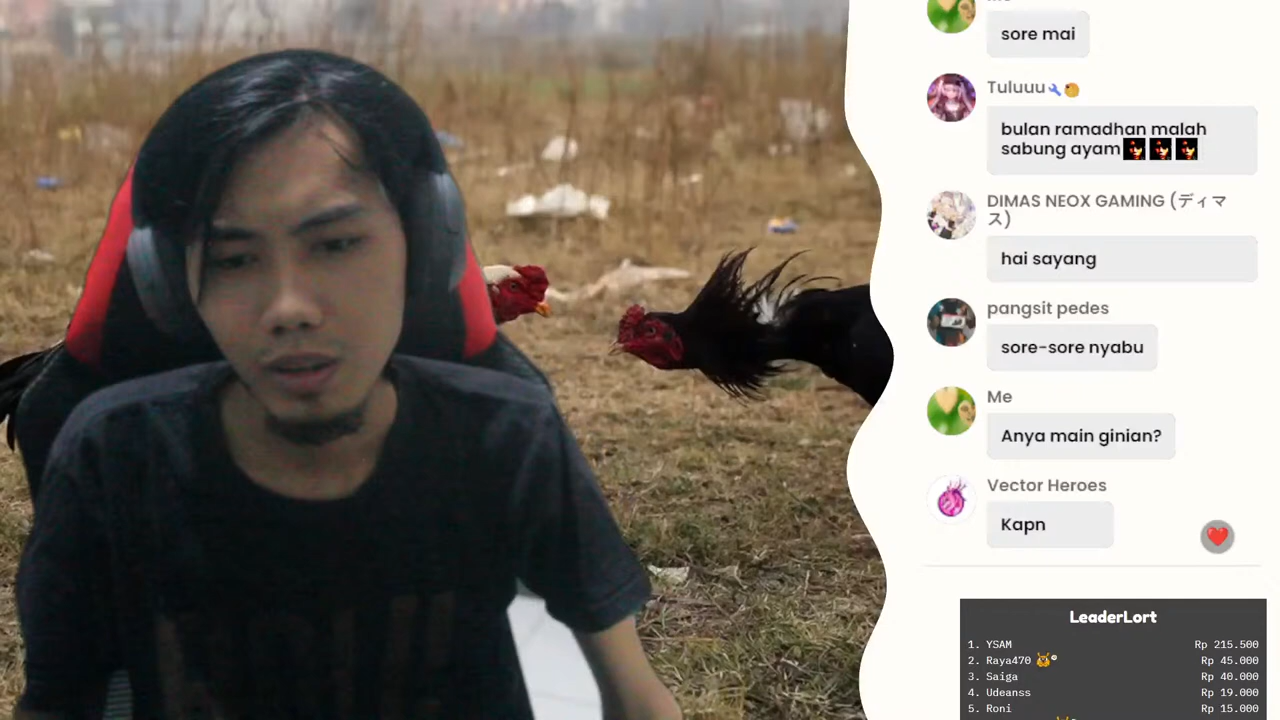 sore mai
Tuluuu
bulan ramadhan malah
sabung ayam
DIMAS NEOX GAMING (ディマ
ス)
hai sayang
pangsit pedes
sore-sore nyabu
Me
Anya main ginian?
Vector Heroes
Kapn
LeaderLort
1. YSAM Rp 215.500
2. Raya470 Rp 45.000
3. Saiga Rp 40.000
4. Udeanss Rp 19.000
5. Roni Rp 15.000